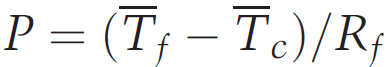 P = (T̅_f − T̅_c)/R_f